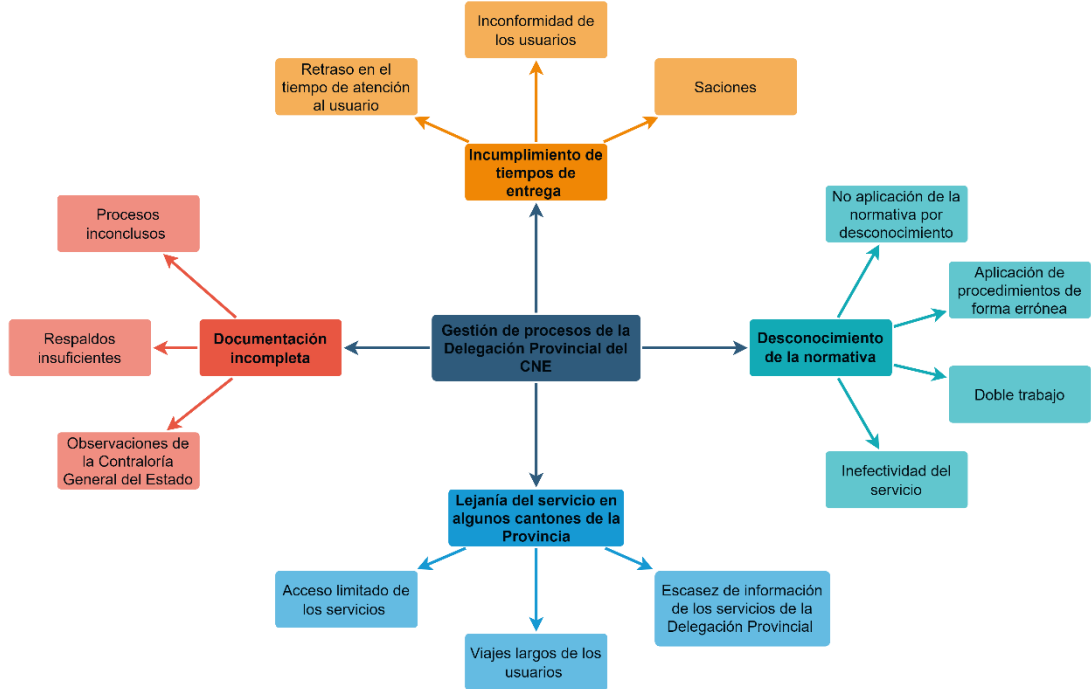 Inconformidad de
los usuarios
Retraso en el
tiempo de atención
al usuario
Saciones
Incumplimiento de
tiempos de
entrega
Procesos
inconclusos
No aplicación de la
normativa por
desconocimiento
Aplicación de
procedimientos de
forma errónea
Respaldos
insuficientes
Documentación
incompleta
Gestión de procesos de la
Delegación Provincial del
CNE
Desconocimiento
de la normativa
Doble trabajo
Observaciones de
la Contraloría
General del Estado
Inefectividad del
servicio
Lejanía del servicio en
algunos cantones de la
Provincia
Acceso limitado de
los servicios
Escasez de información
de los servicios de la
Delegación Provincial
Viajes largos de los
usuarios